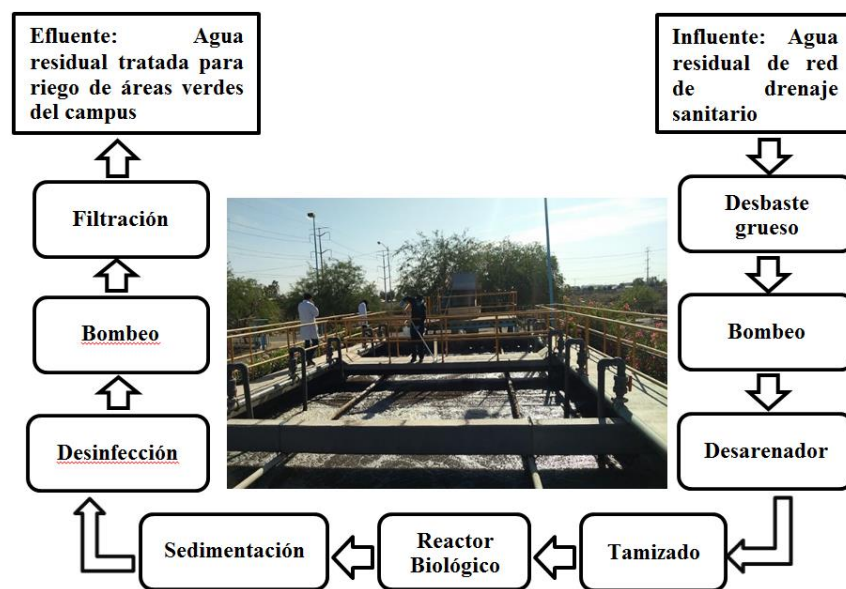 Efluente: Agua
residual tratada para
riego de áreas verdes
del campus
Influente: Agua
residual de red
de drenaje
sanitario
Desbaste
grueso
Bombeo
Desarenador
Tamizado
Reactor
Biológico
Sedimentación
Desinfección
Bombeo
Filtración